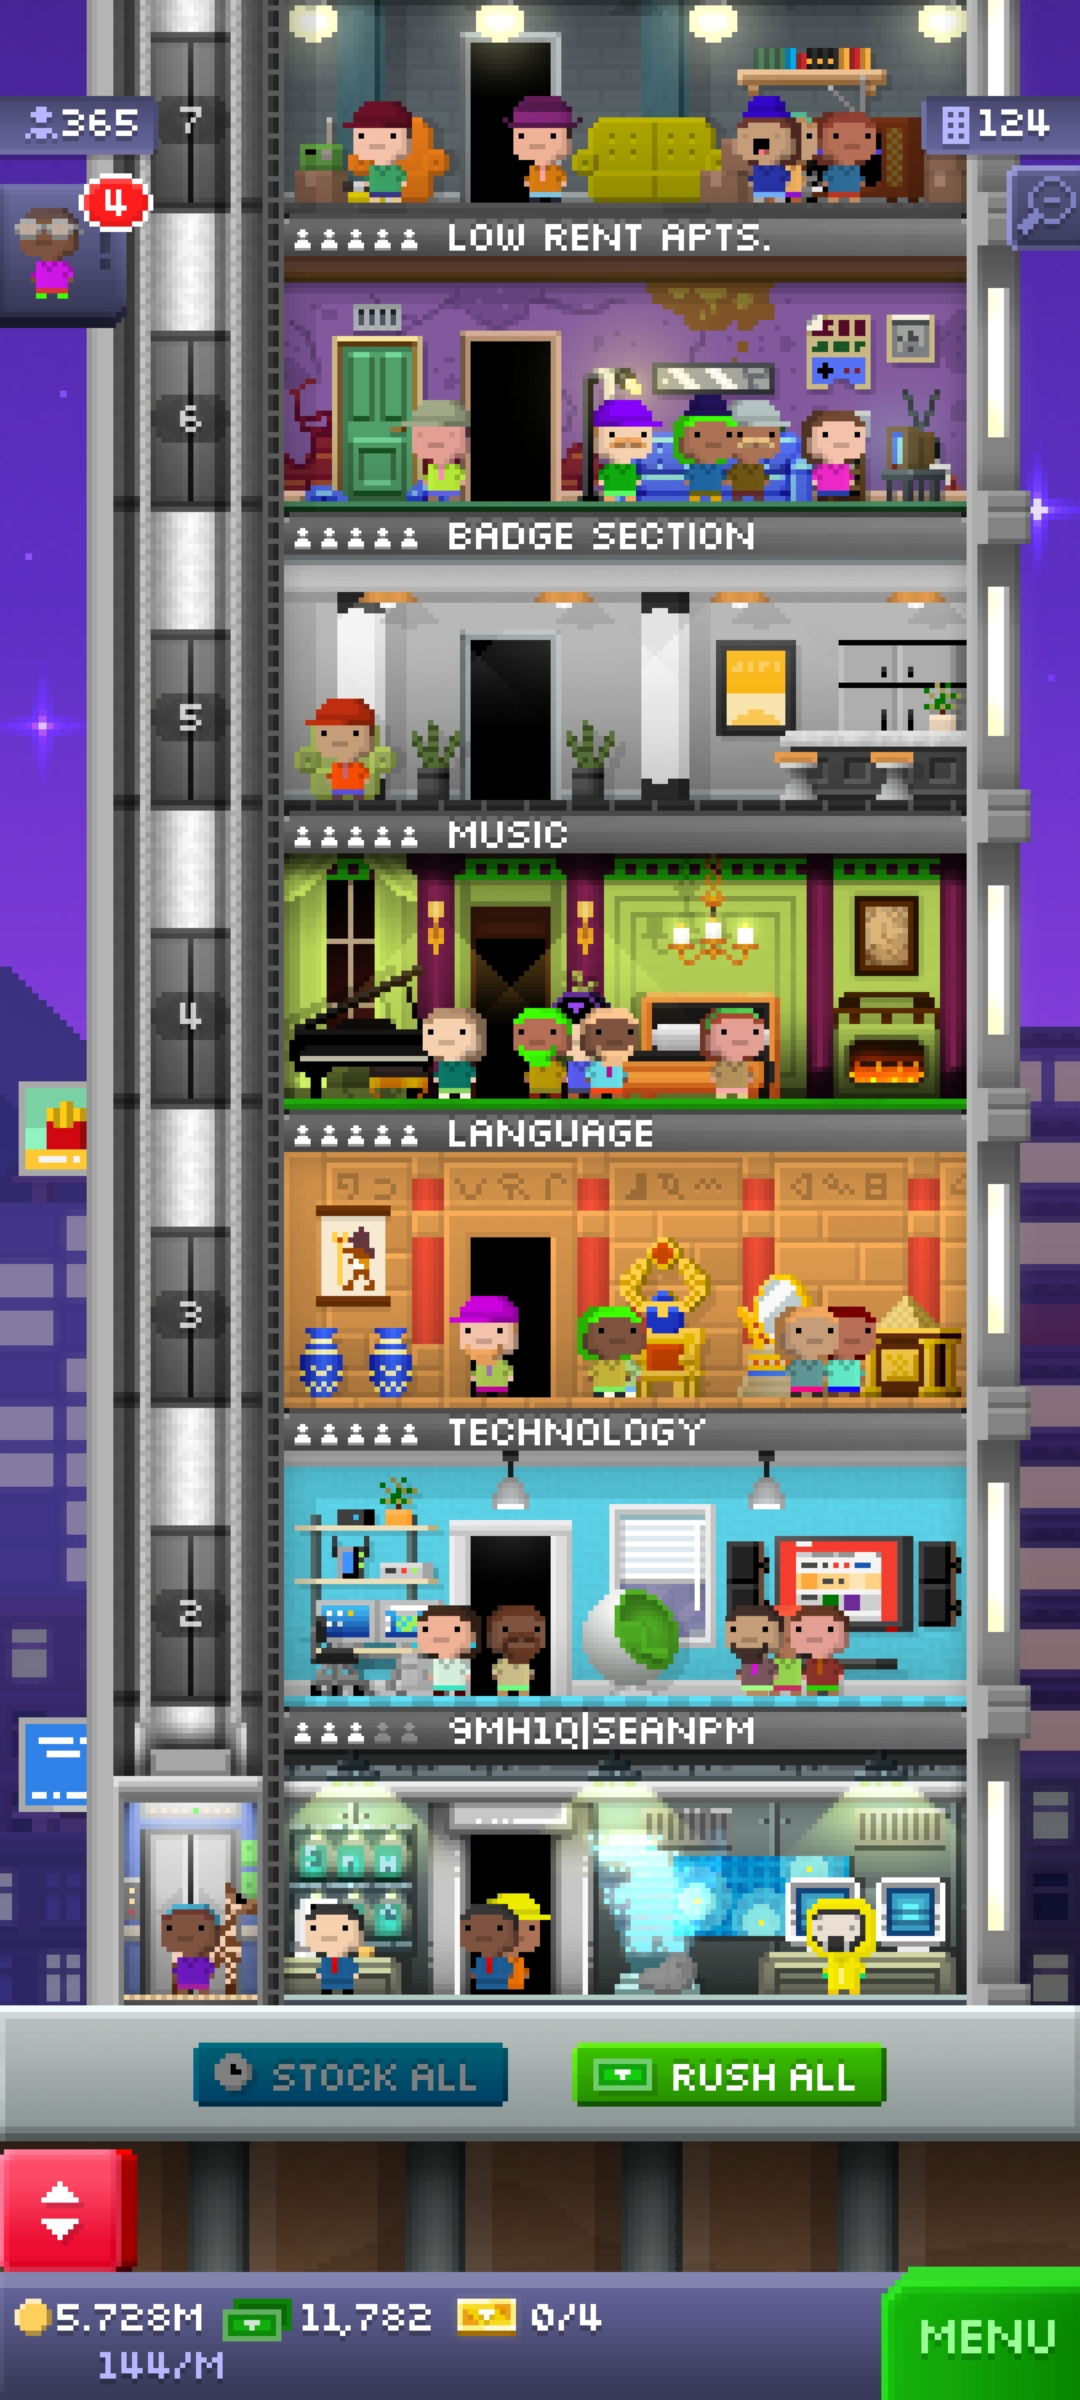 365
7
124
4
LOW RENT APTS.
6
BADGE SECTION
5
MUSIC
4
LANGUAGE
3
TECHNOLOGY
2
9MH1Q|SEANPM
STOCK ALL
RUSH ALL
5.728M
11,782
0/4
144/M
MENU